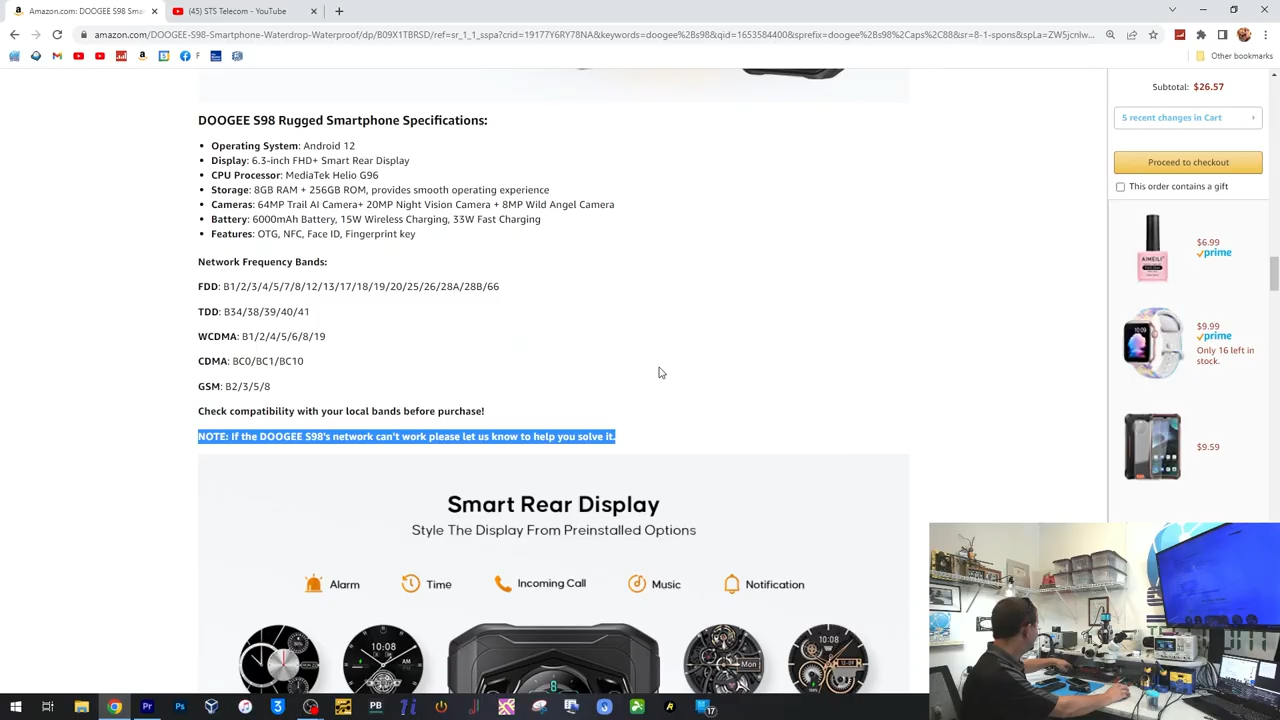 Amazon.com: DOOGEE S98 Sma
(45) STS Telecom - YouTube
amazon.com/DOOGEE-S98-Smartphone-Waterdrop-Waterproof/dp/B09X1TBRSD/ref=sr_1_1_sspa?crid=19177Y6RY78NA&keywords=doogee%2Bs98&qid=1653584400&sprefix=doogee%2Bs98%2Caps%2C88&sr=8-1-spons&spLa=ZW5jcnlw...
Other bookmarks
Subtotal: $26.57
5 recent changes in Cart
Proceed to checkout
This order contains a gift
$6.99
prime
$9.99
prime
Only 16 left in
stock.
$9.59
DOOGEE S98 Rugged Smartphone Specifications:
• Operating System: Android 12
• Display: 6.3-inch FHD+ Smart Rear Display
• CPU Processor: MediaTek Helio G96
• Storage: 8GB RAM + 256GB ROM, provides smooth operating experience
• Cameras: 64MP Trail AI Camera+ 20MP Night Vision Camera + 8MP Wild Angel Camera
• Battery: 6000mAh Battery, 15W Wireless Charging, 33W Fast Charging
• Features: OTG, NFC, Face ID, Fingerprint key
Network Frequency Bands:
FDD: B1/2/3/4/5/7/8/12/13/17/18/19/20/25/26/28A/28B/66
TDD: B34/38/39/40/41
WCDMA: B1/2/4/5/6/8/19
CDMA: BC0/BC1/BC10
GSM: B2/3/5/8
Check compatibility with your local bands before purchase!
NOTE: If the DOOGEE S98's network can't work please let us know to help you solve it.
Smart Rear Display
Style The Display From Preinstalled Options
Alarm
Time
Incoming Call
Music
Notification
10:08
AM
Mon
10:08